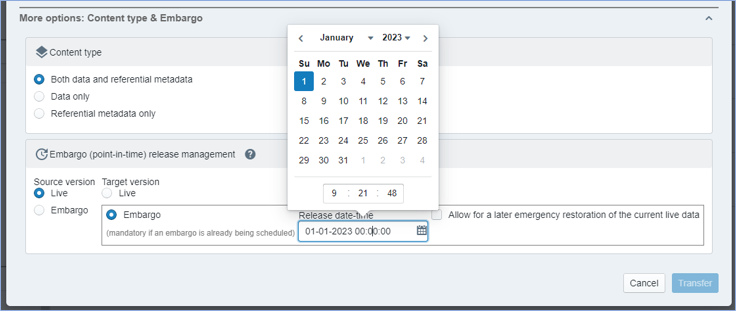 More options: Content type & Embargo
January 2023
Su Mo Tu We Th Fr Sa
1 2 3 4 5 6 7
8 9 10 11 12 13 14
15 16 17 18 19 20 21
22 23 24 25 26 27 28
29 30 31 1 2 3 4
9 : 21 : 48
Content type
Both data and referential metadata
Data only
Referential metadata only
Embargo (point-in-time) release management ?
Source version Target version
Live Live
Embargo
Embargo Release date-time Allow for a later emergency restoration of the current live data
(mandatory if an embargo is already being scheduled) 01-01-2023 00:00:00
Cancel Transfer